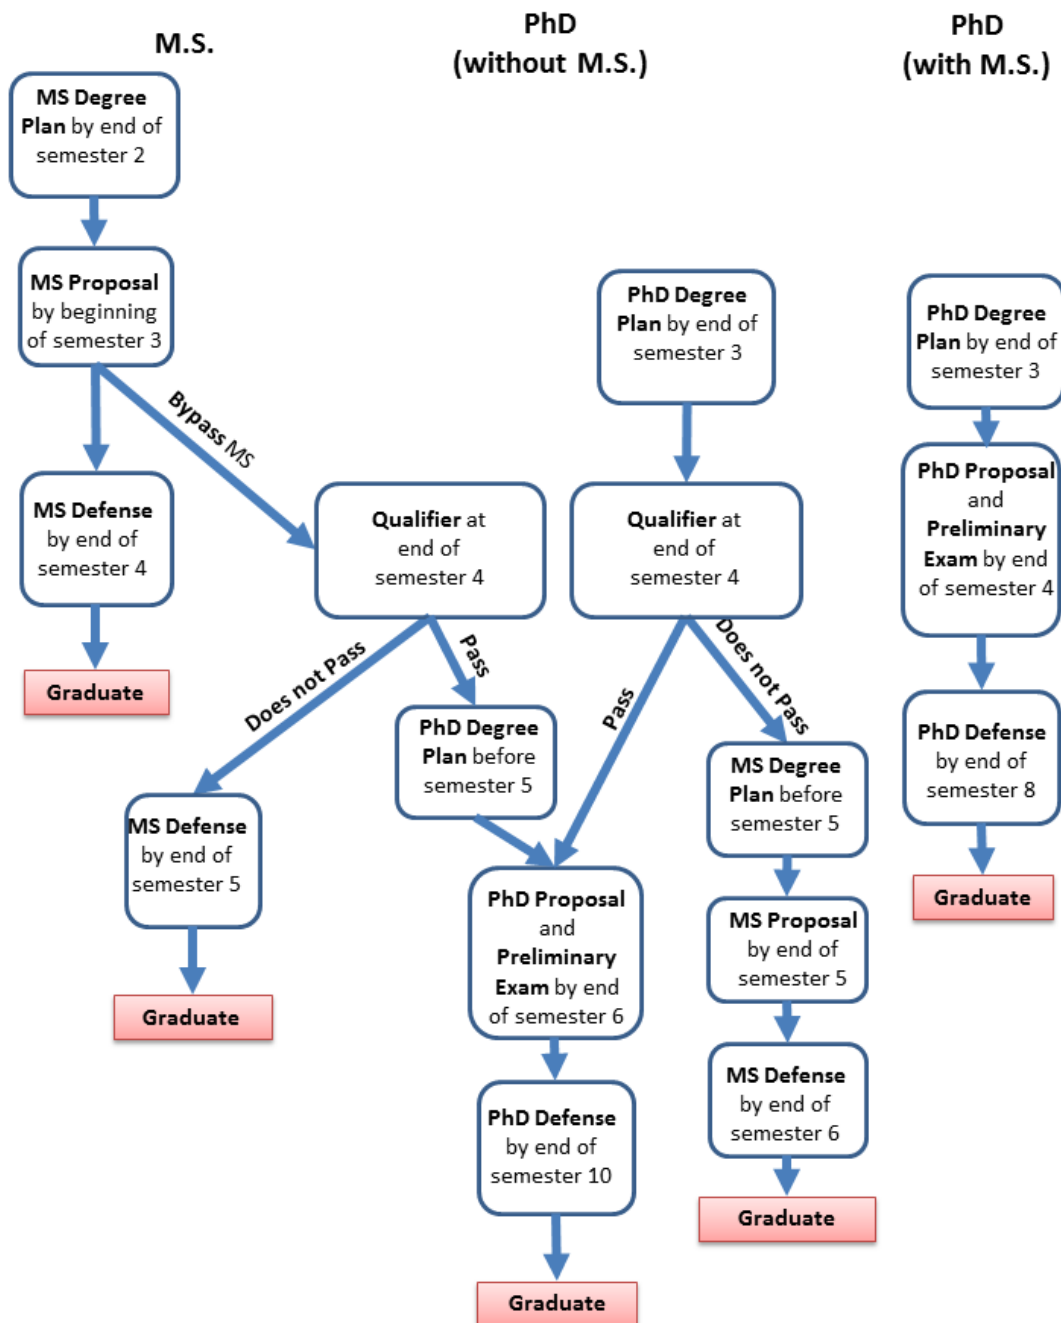 M.S.
PhD
(without M.S.)
PhD
(with M.S.)
MS Degree
Plan by end of
semester 2
MS Proposal
by beginning
of semester 3
Bypass MS
MS Defense
by end of
semester 4
Graduate
Qualifier at
end of
semester 4
Does not Pass
Pass
MS Defense
by end of
semester 5
Graduate
PhD Degree
Plan before
semester 5
PhD Degree
Plan by end of
semester 3
Qualifier at
end of
semester 4
Pass
Does not Pass
PhD Proposal
and
Preliminary
Exam by end
of semester 6
PhD Defense
by end of
semester 10
Graduate
MS Degree
Plan before
semester 5
MS Proposal
by end of
semester 5
MS Defense
by end of
semester 6
Graduate
PhD Degree
Plan by end of
semester 3
PhD Proposal
and
Preliminary
Exam by end
of semester 4
PhD Defense
by end of
semester 8
Graduate